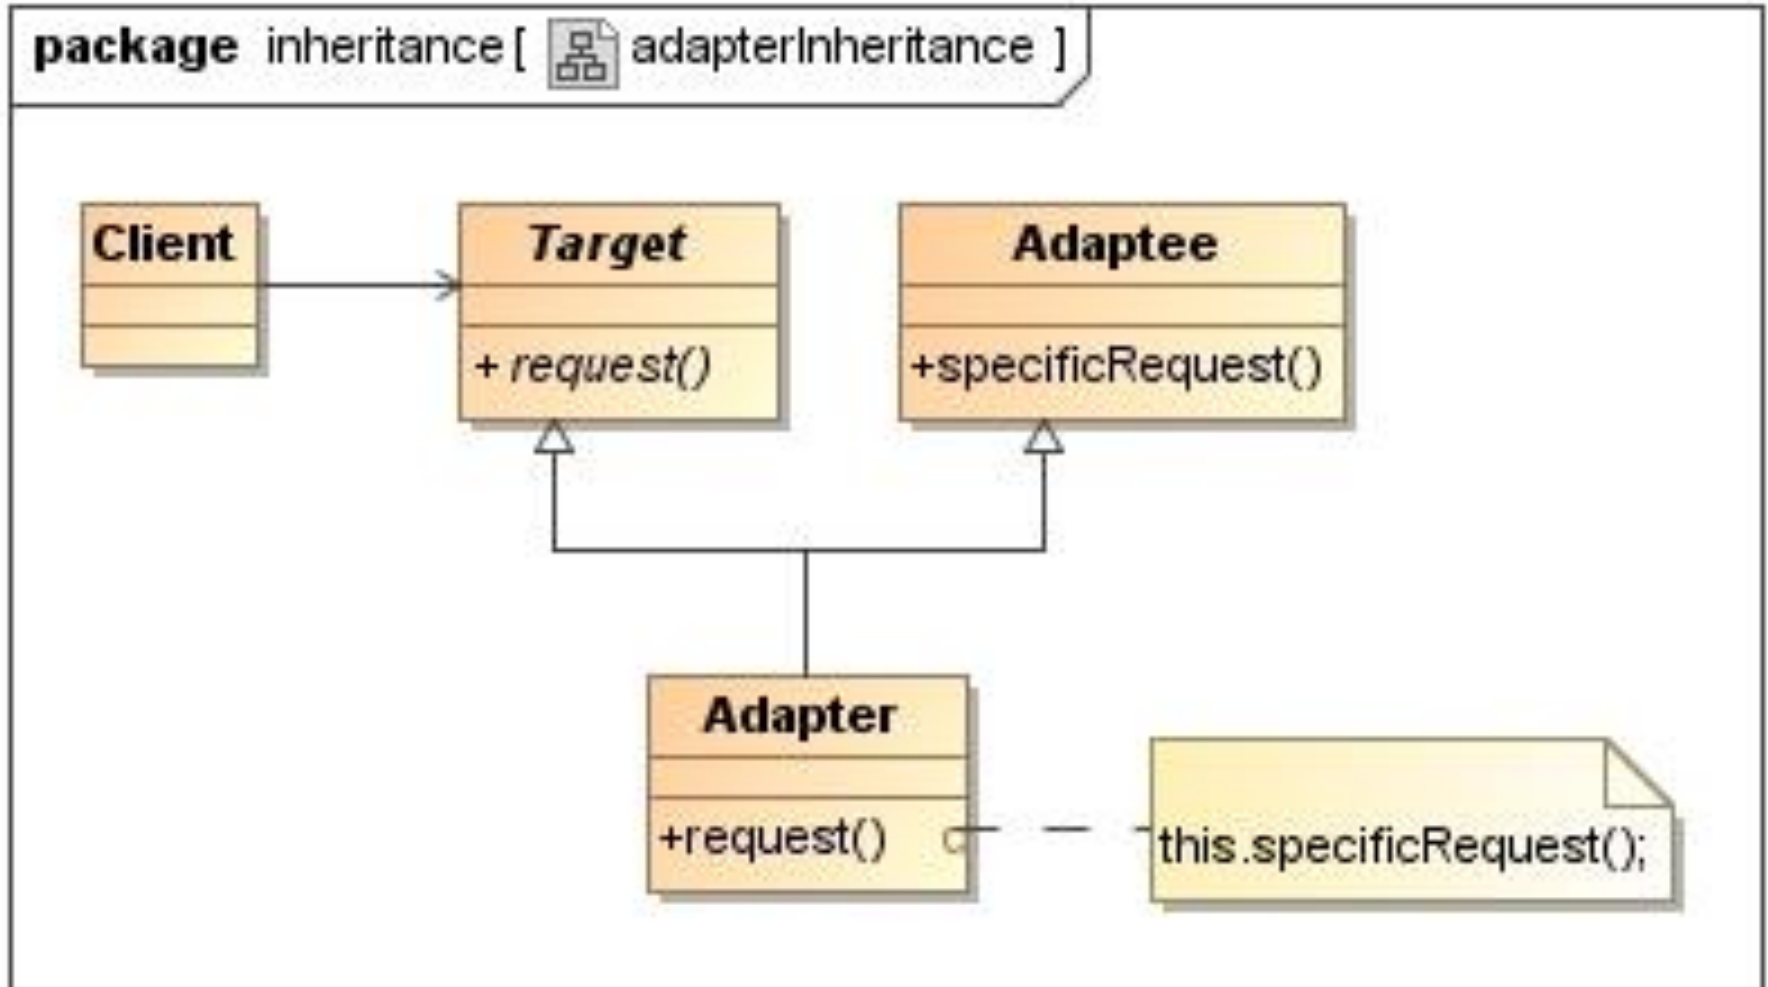 package inheritance [ adapterInheritance ]
Client
Target
+ request()
Adaptee
+specificRequest()
Adapter
+request()
this.specificRequest();